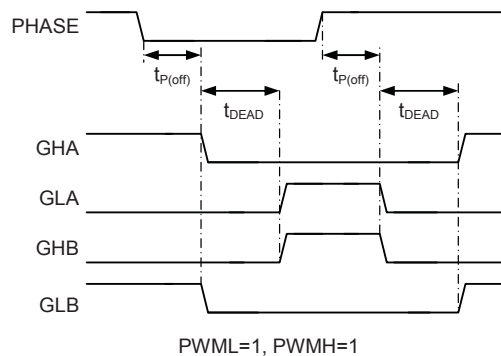 PHASE
tP(off) tP(off)
tDEAD tDEAD
GHA
GLA
GHB
GLB
PWML=1, PWMH=1